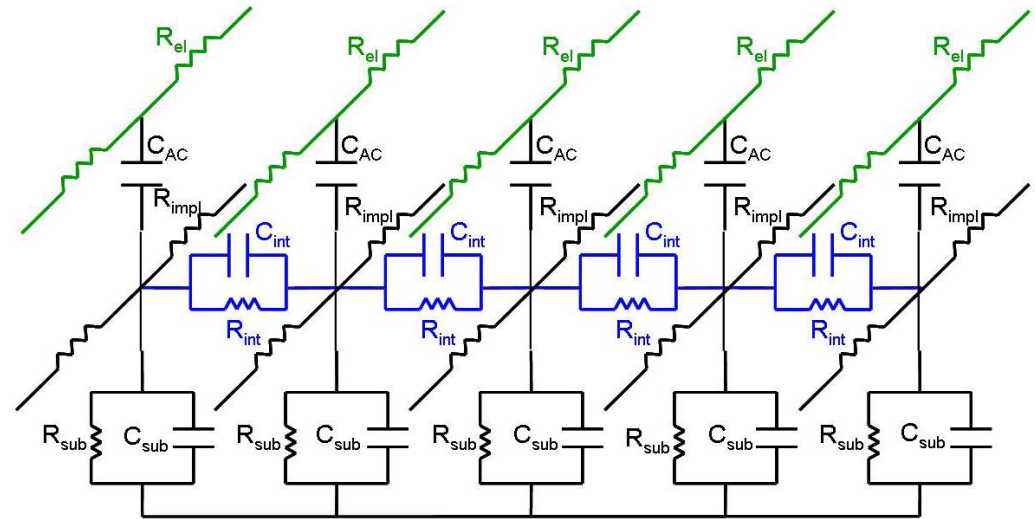 R_el R_el R_el R_el R_el
C_AC C_AC C_AC C_AC C_AC
R_impl R_impl R_impl R_impl
C_int C_int C_int C_int
R_int R_int R_int R_int
R_sub C_sub R_sub C_sub R_sub C_sub R_sub C_sub R_sub C_sub